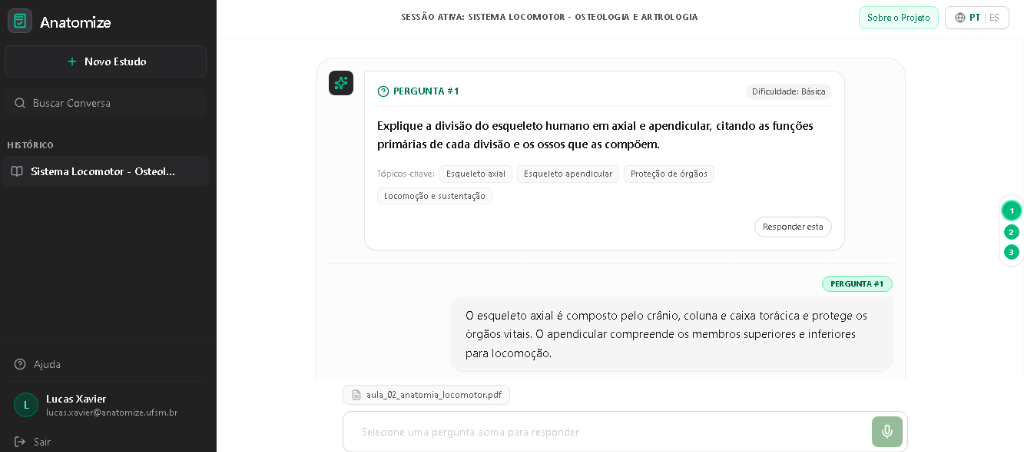 Anatomize
Novo Estudo
Buscar Conversa
HISTÓRICO
Sistema Locomotor - Osteol...
Ajuda
L
Lucas Xavier
lucas.xavier@anatomize.ufsm.br
Sair
SESSÃO ATIVA: SISTEMA LOCOMOTOR - OSTEOLOGIA E ARTROLOGIA
Sobre o Projeto
PT | ES
PERGUNTA #1
Dificuldade: Básica
Explique a divisão do esqueleto humano em axial e apendicular, citando as funções
primárias de cada divisão e os ossos que as compõem.
Tópicos-chave: Esqueleto axial Esqueleto apendicular Proteção de órgãos
Locomoção e sustentação
Responder esta
PERGUNTA #1
O esqueleto axial é composto pelo crânio, coluna e caixa torácica e protege os
órgãos vitais. O apendicular compreende os membros superiores e inferiores
para locomoção.
aula_02_anatomia_locomotor.pdf
Selecione uma pergunta acima para responder
1
2
3